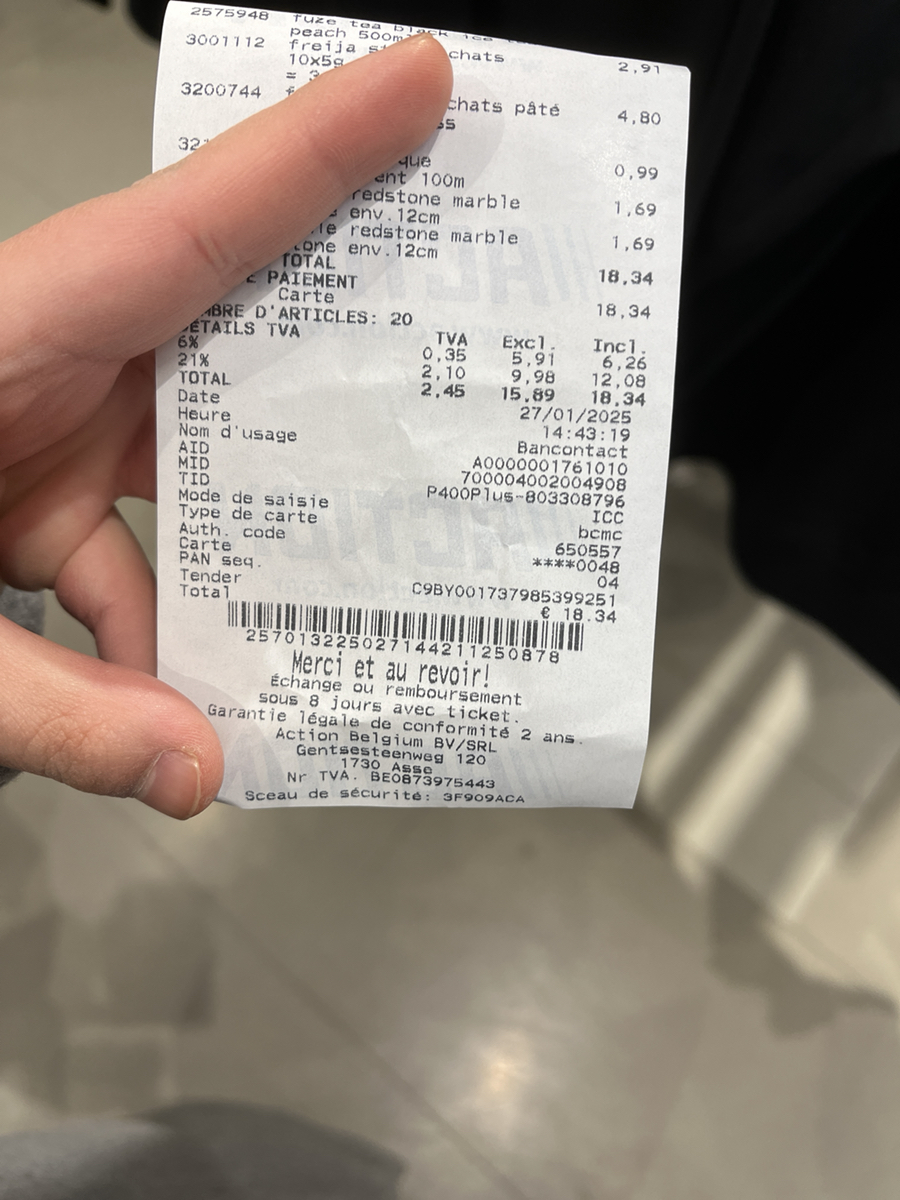 2575948 fuze tea black ice
peach 500m
3001112 freija chats 2,91
10x5g
= 3
3200744 chats pâté 4,80
ss
que 0,99
ent 100m
redstone marble 1,69
env.12cm
redstone marble 1,69
env.12cm
TOTAL 18,34
PAIEMENT
Carte 18,34
MBRE D'ARTICLES: 20
DÉTAILS TVA TVA Excl. Incl.
6% 0,35 5,91 6,26
21% 2,10 9,98 12,08
TOTAL 2,45 15,89 18,34
Date 27/01/2025
Heure 14:43:19
Nom d'usage Bancontact
AID A0000001761010
MID 700004002004908
TID P400Plus-803308796
Mode de saisie ICC
Type de carte bcmc
Auth. code 650557
Carte ****0048
PAN seq. 04
Tender C9BY001737985399251
Total € 18.34
257013225027144211250878
Merci et au revoir!
Échange ou remboursement
sous 8 jours avec ticket.
Garantie légale de conformité 2 ans.
Action Belgium BV/SRL
Gentsesteenweg 120
1730 Asse
Nr TVA. BE0873975443
Sceau de sécurité: 3F909ACA